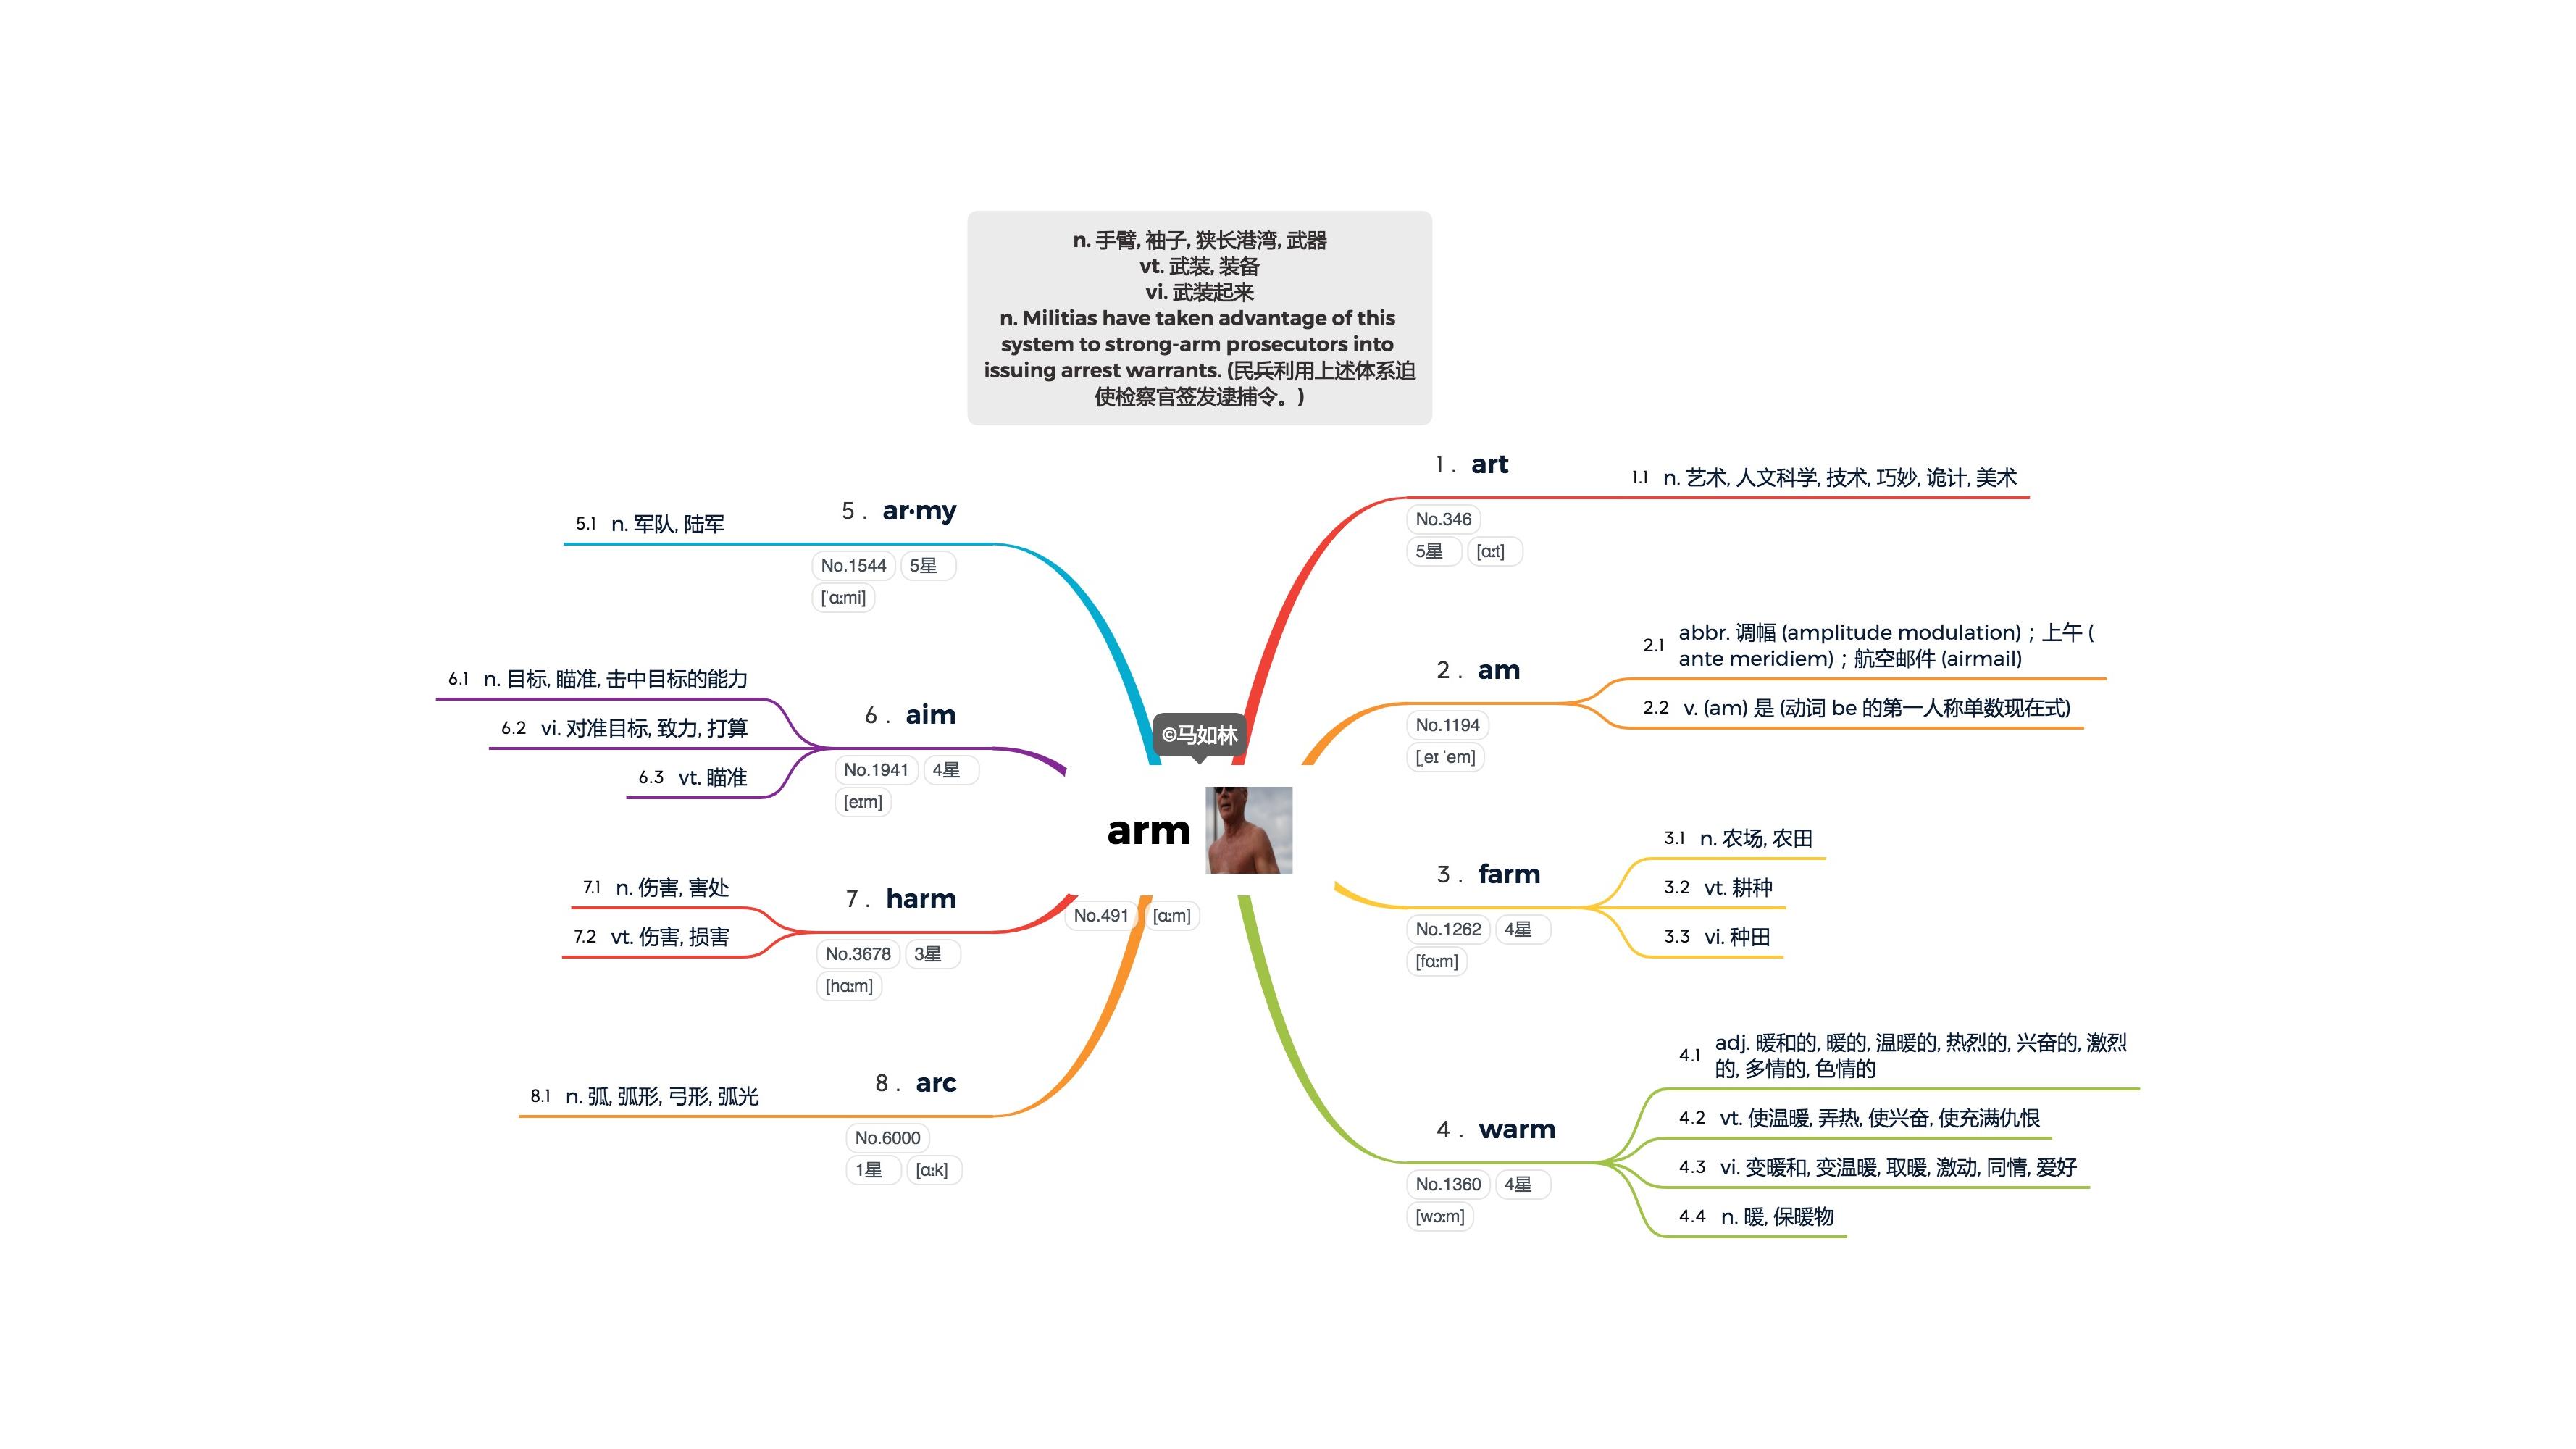 n. 手臂, 袖子, 狭长港湾, 武器
vt. 武装, 装备
vi. 武装起来
n. Militias have taken advantage of this
system to strong-arm prosecutors into
issuing arrest warrants. (民兵利用上述体系迫
使检察官签发逮捕令。)
©马如林
arm
No.491 [ɑːm]
1. art
No.346
5星 [ɑːt]
1.1 n. 艺术, 人文科学, 技术, 巧妙, 诡计, 美术
2. am
No.1194
[ˌeɪ ˈem]
2.1 abbr. 调幅 (amplitude modulation)；上午 (
ante meridiem)；航空邮件 (airmail)
2.2 v. (am) 是 (动词 be 的第一人称单数现在式)
3. farm
No.1262 4星
[fɑːm]
3.1 n. 农场, 农田
3.2 vt. 耕种
3.3 vi. 种田
4. warm
No.1360 4星
[wɔːm]
4.1 adj. 暖和的, 暖的, 温暖的, 热烈的, 兴奋的, 激烈
的, 多情的, 色情的
4.2 vt. 使温暖, 弄热, 使兴奋, 使充满仇恨
4.3 vi. 变暖和, 变温暖, 取暖, 激动, 同情, 爱好
4.4 n. 暖, 保暖物
5. ar·my
No.1544 5星
[ˈɑːmi]
5.1 n. 军队, 陆军
6. aim
No.1941 4星
[eɪm]
6.1 n. 目标, 瞄准, 击中目标的能力
6.2 vi. 对准目标, 致力, 打算
6.3 vt. 瞄准
7. harm
No.3678 3星
[hɑːm]
7.1 n. 伤害, 害处
7.2 vt. 伤害, 损害
8. arc
No.6000
1星 [ɑːk]
8.1 n. 弧, 弧形, 弓形, 弧光